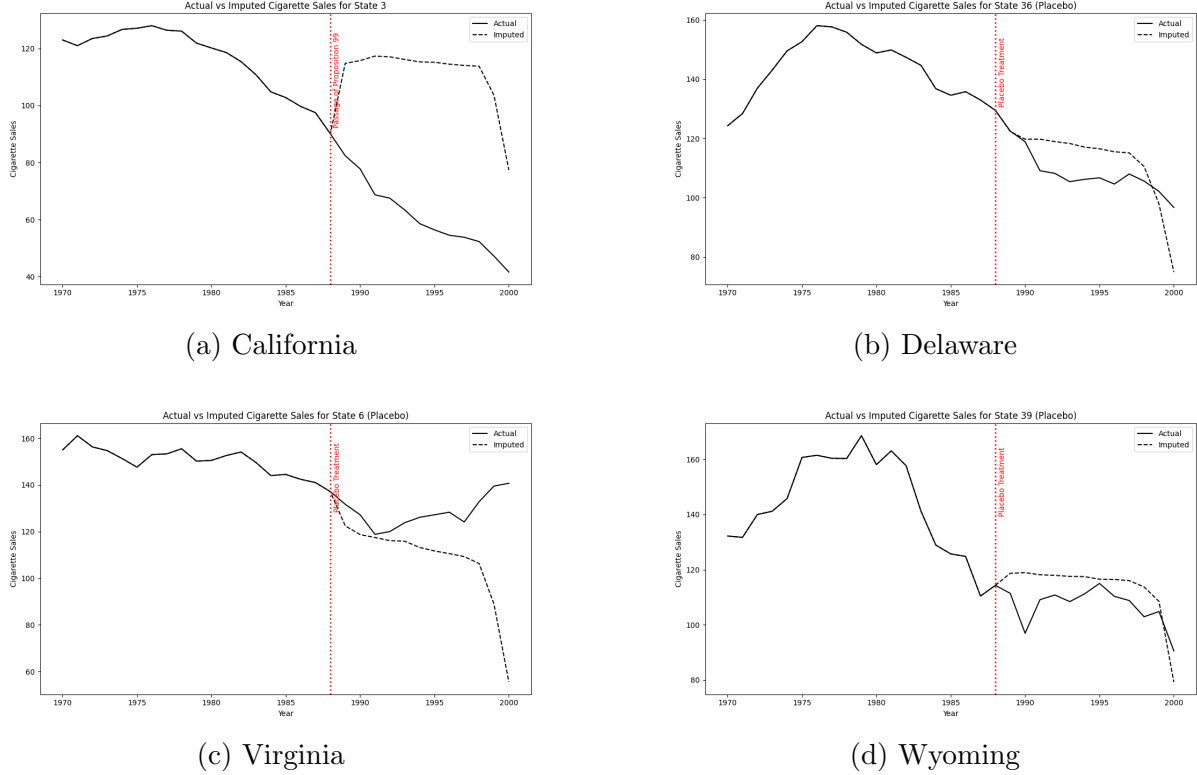 Actual vs Imputed Cigarette Sales for State 3
Actual
Imputed
Passage of Proposition 99
Cigarette Sales
120
100
80
60
40
1970 1975 1980 1985 1990 1995 2000
Year
(a) California
Actual vs Imputed Cigarette Sales for State 36 (Placebo)
Actual
Imputed
Placebo Treatment
Cigarette Sales
160
140
120
100
80
1970 1975 1980 1985 1990 1995 2000
Year
(b) Delaware
Actual vs Imputed Cigarette Sales for State 6 (Placebo)
Actual
Imputed
Placebo Treatment
Cigarette Sales
160
140
120
100
80
60
1970 1975 1980 1985 1990 1995 2000
Year
(c) Virginia
Actual vs Imputed Cigarette Sales for State 39 (Placebo)
Actual
Imputed
Placebo Treatment
Cigarette Sales
160
140
120
100
80
1970 1975 1980 1985 1990 1995 2000
Year
(d) Wyoming